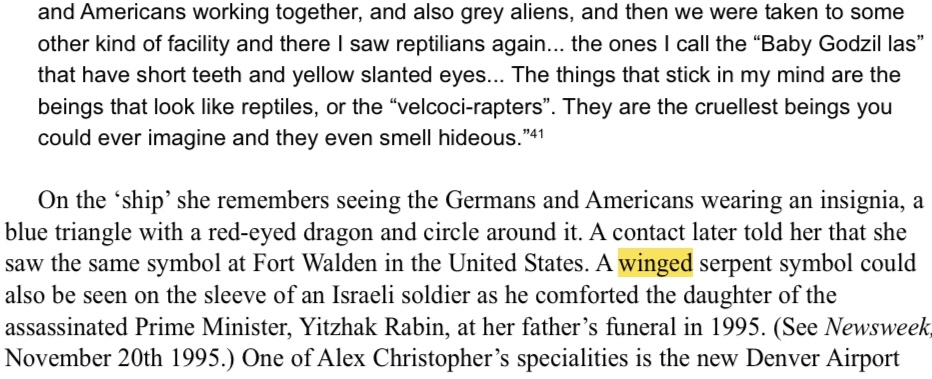 and Americans working together, and also grey aliens, and then we were taken to some
other kind of facility and there I saw reptilians again... the ones I call the “Baby Godzil las”
that have short teeth and yellow slanted eyes... The things that stick in my mind are the
beings that look like reptiles, or the “velcoci-rapters”. They are the cruellest beings you
could ever imagine and they even smell hideous.”41
On the ‘ship’ she remembers seeing the Germans and Americans wearing an insignia, a
blue triangle with a red-eyed dragon and circle around it. A contact later told her that she
saw the same symbol at Fort Walden in the United States. A winged serpent symbol could
also be seen on the sleeve of an Israeli soldier as he comforted the daughter of the
assassinated Prime Minister, Yitzhak Rabin, at her father’s funeral in 1995. (See Newsweek,
November 20th 1995.) One of Alex Christopher’s specialities is the new Denver Airport